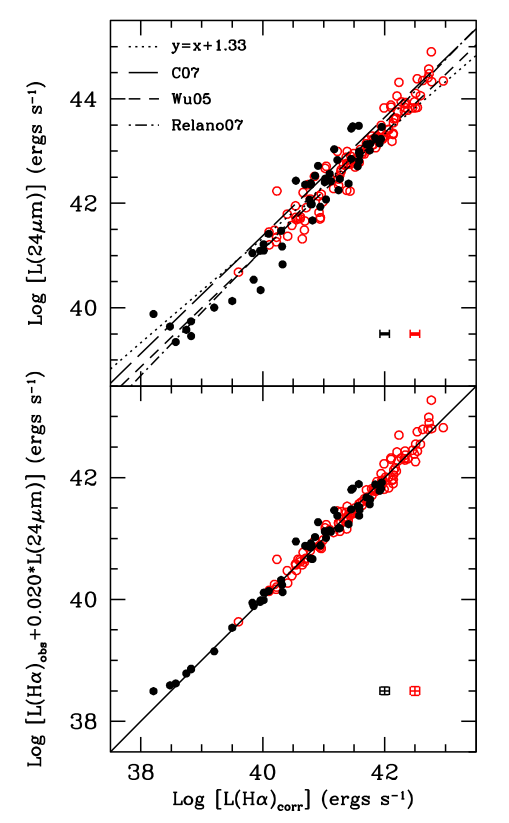 y=x+1.33
C07
Wu05
Relano07
Log [L(24μm)] (ergs s⁻¹)
44
42
40
Log [L(Hα)obs+0.020*L(24μm)] (ergs s⁻¹)
42
40
38
38 40 42
Log [L(Hα)corr] (ergs s⁻¹)